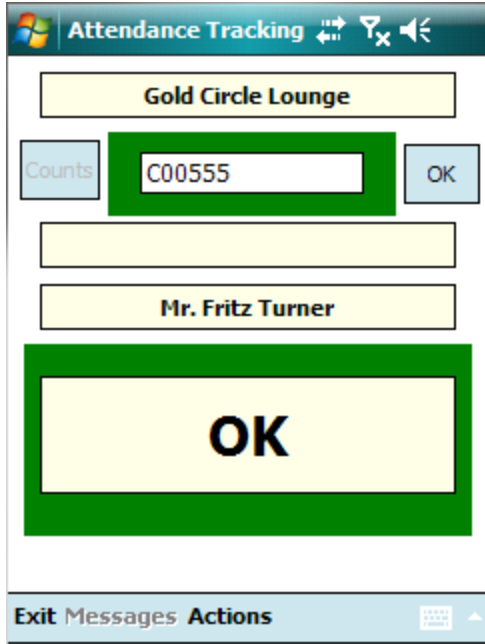 Attendance Tracking
Gold Circle Lounge
Counts C00555 OK
Mr. Fritz Turner
OK
Exit Messages Actions